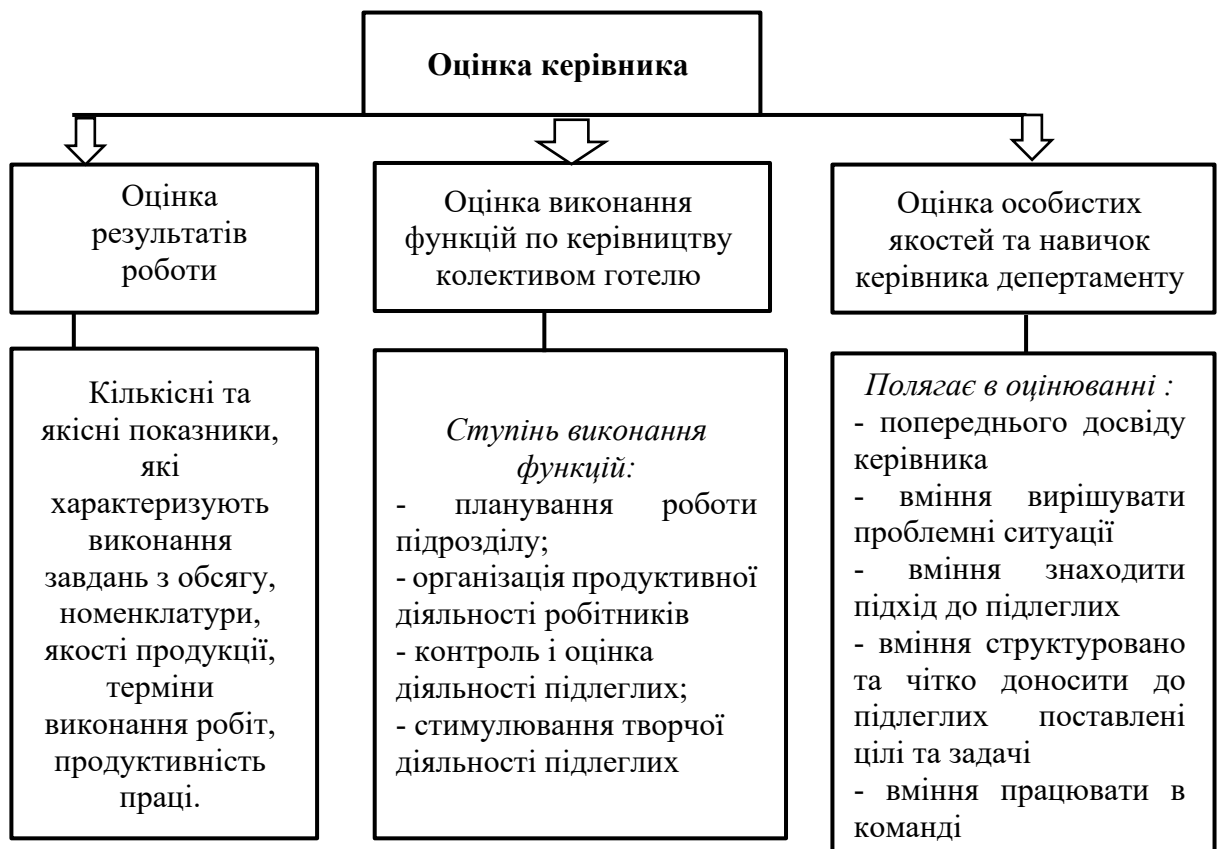 Оцінка керівника
Оцінка
результатів
роботи
Оцінка виконання
функцій по керівництву
колективом готелю
Оцінка особистих
якостей та навичок
керівника департаменту
Кількісні та
якісні показники,
які
характеризують
виконання
завдань з обсягу,
номенклатури,
якості продукції,
терміни
виконання робіт,
продуктивність
праці.
Ступінь виконання
функцій:
- планування роботи
підрозділу;
- організація продуктивної
діяльності робітників
- контроль і оцінка
діяльності підлеглих;
- стимулювання творчої
діяльності підлеглих
Полягає в оцінюванні :
- попереднього досвіду
керівника
- вміння вирішувати
проблемні ситуації
- вміння знаходити
підхід до підлеглих
- вміння структуровано
та чітко доносити до
підлеглих поставлені
цілі та задачі
- вміння працювати в
команді